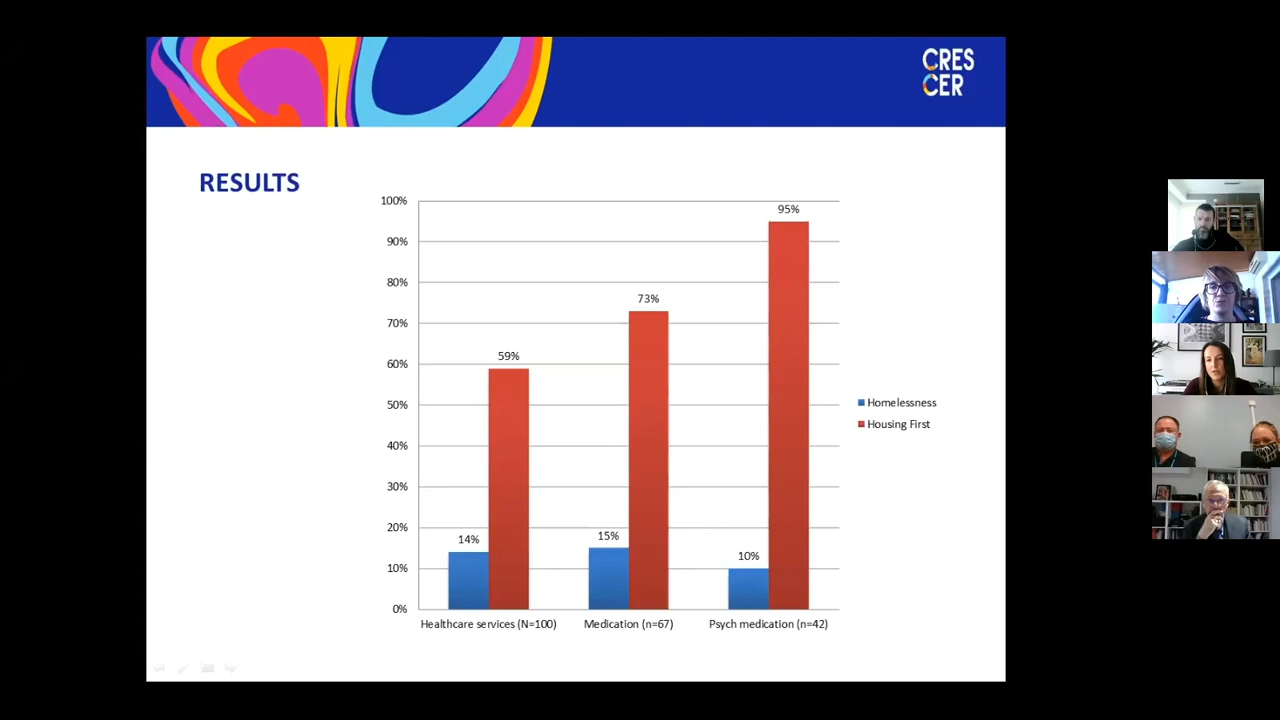 CRES
CER
RESULTS
100%
90%
80%
70%
60%
50%
40%
30%
20%
10%
0%
14%
59%
15%
73%
10%
95%
Healthcare services (N=100)
Medication (n=67)
Psych medication (n=42)
Homelessness
Housing First